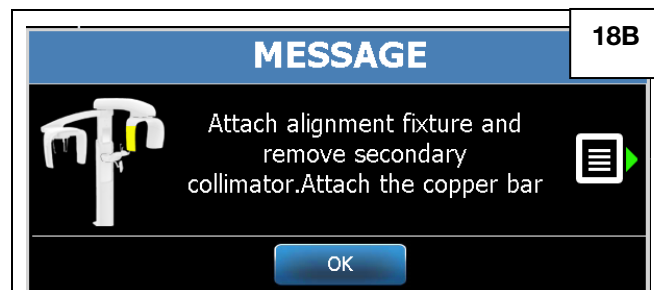 18B
MESSAGE
Attach alignment fixture and
remove secondary
collimator.Attach the copper bar
OK